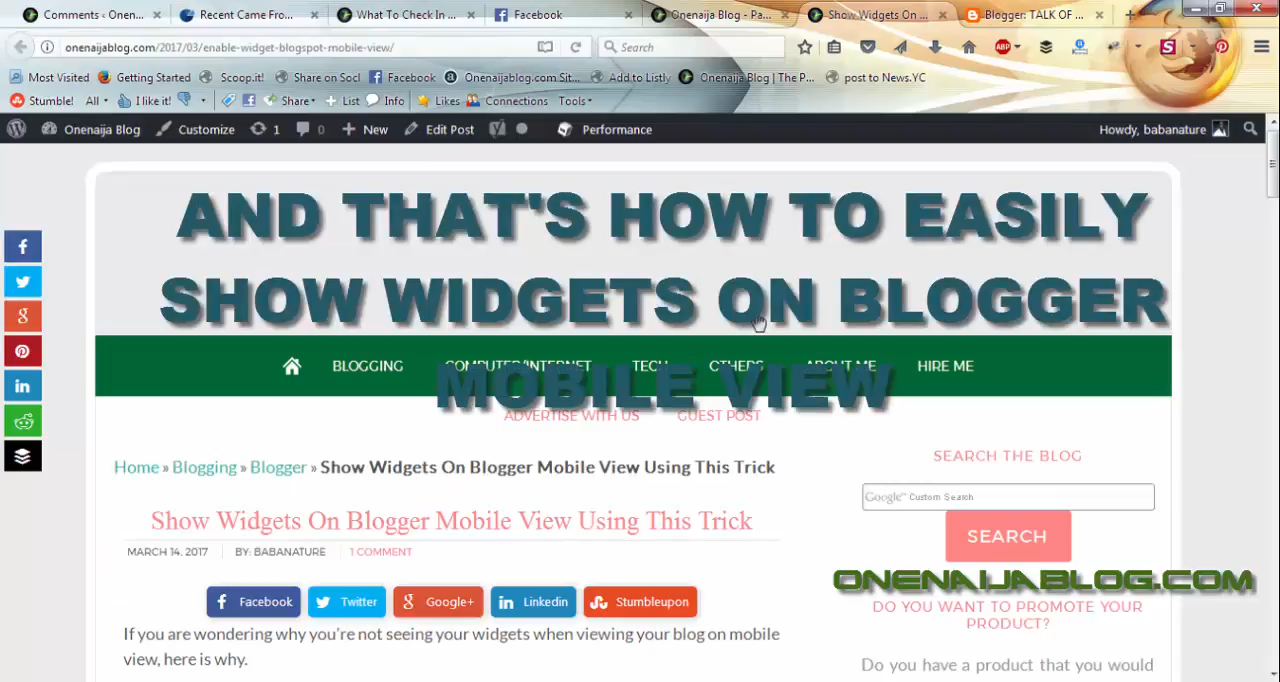 Comments ‹ Onen...
Recent Came Fro...
What To Check In ...
Facebook
Onenaija Blog - Pa...
Show Widgets On ...
Blogger: TALK OF ...
onenaijablog.com/2017/03/enable-widget-blogspot-mobile-view/
Search
ABP
S
Most Visited
Getting Started
Scoop.it!
Share on Socl
Facebook
Onenaijablog.com Sit...
Add to Listly
Onenaija Blog | The P...
post to News.YC
Stumble!
All
I like it!
Share
List
Info
Likes
Connections
Tools
Onenaija Blog
Customize
1
0
New
Edit Post
Performance
Howdy, babanature
AND THAT'S HOW TO EASILY
SHOW WIDGETS ON BLOGGER
MOBILE VIEW
BLOGGING
COMPUTER/INTERNET
TECH
OTHERS
ABOUT ME
HIRE ME
ADVERTISE WITH US
GUEST POST
Home » Blogging » Blogger » Show Widgets On Blogger Mobile View Using This Trick
Show Widgets On Blogger Mobile View Using This Trick
MARCH 14, 2017
BY: BABANATURE
1 COMMENT
Facebook
Twitter
Google+
Linkedin
Stumbleupon
If you are wondering why you're not seeing your widgets when viewing your blog on mobile
view, here is why.
SEARCH THE BLOG
Google™ Custom Search
SEARCH
ONENAIJABLOG.COM
DO YOU WANT TO PROMOTE YOUR
PRODUCT?
Do you have a product that you would